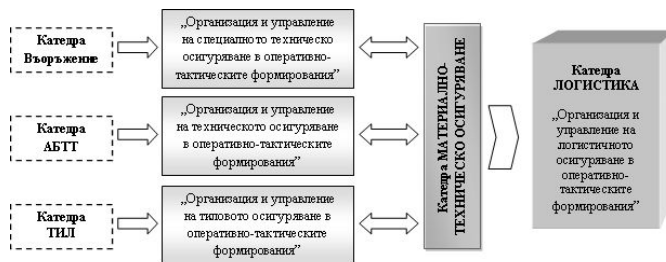 Катедра
Въоръжение
„Организация и управление
на специалното техническо
осигуряване в оперативно-
тактическите формирования”
Катедра
АБТТ
„Организация и управление
на техническото осигуряване
в оперативно-тактическите
формирования”
Катедра
ТИЛ
„Организация и управление
на типовото осигуряване в
оперативно-тактическите
формирования”
Катедра МАТЕРИАЛНО-
ТЕХНИЧЕСКО ОСИГУРЯВАНЕ
Катедра
ЛОГИСТИКА
„Организация и
управление на
логистичното
осигуряване в
оперативно-
тактическите
формирования”